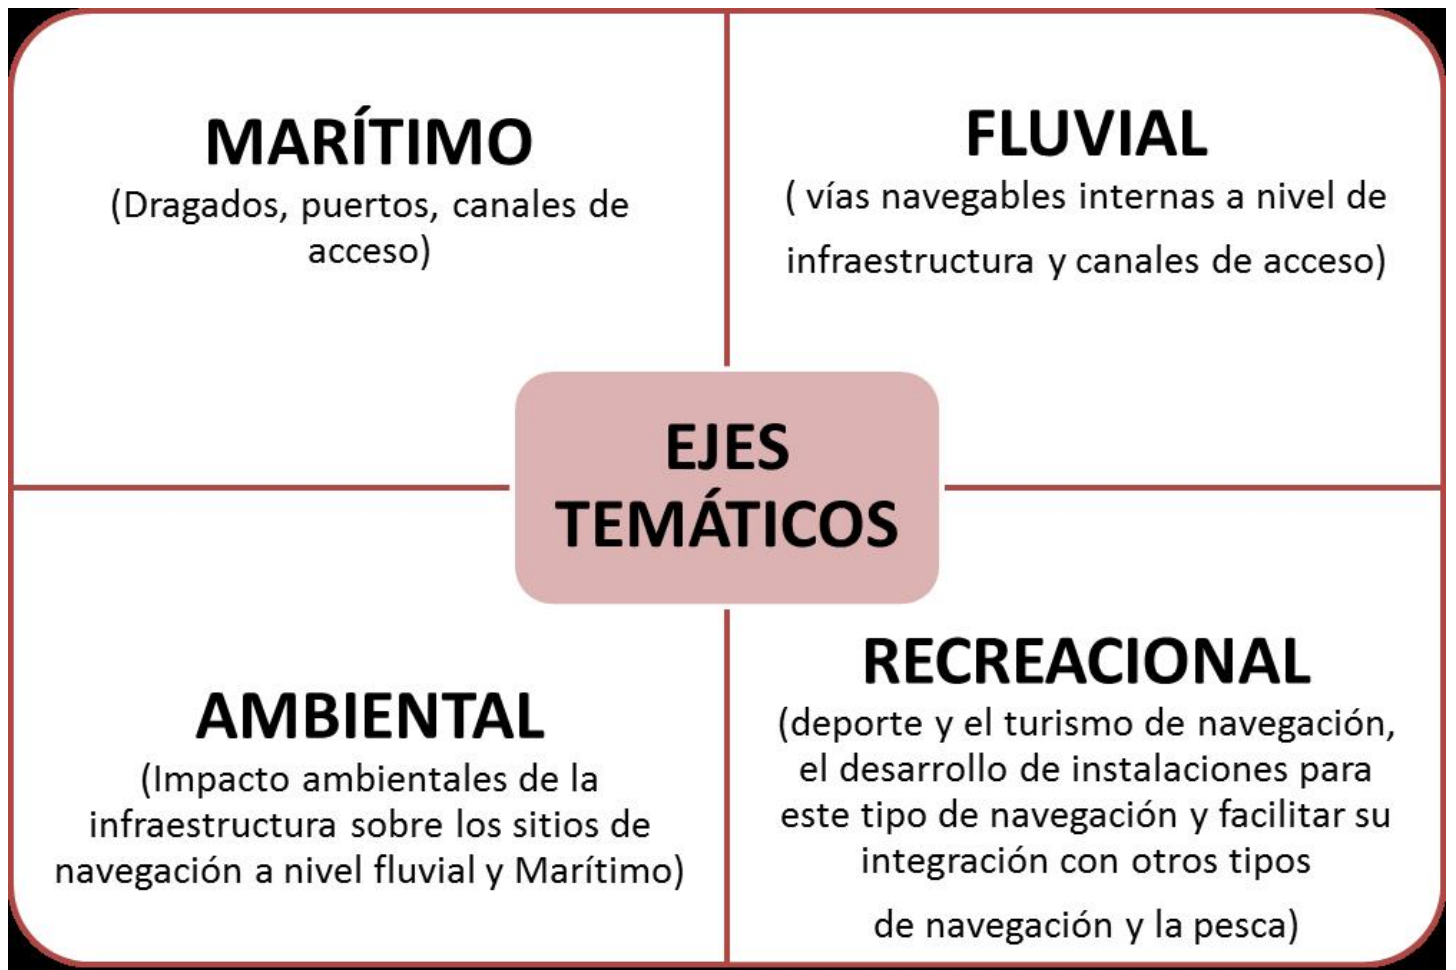 MARÍTIMO
(Dragados, puertos, canales de
acceso)
FLUVIAL
( vías navegables internas a nivel de
infraestructura y canales de acceso)
EJES
TEMÁTICOS
AMBIENTAL
(Impacto ambientales de la
infraestructura sobre los sitios de
navegación a nivel fluvial y Marítimo)
RECREACIONAL
(deporte y el turismo de navegación,
el desarrollo de instalaciones para
este tipo de navegación y facilitar su
integración con otros tipos
de navegación y la pesca)